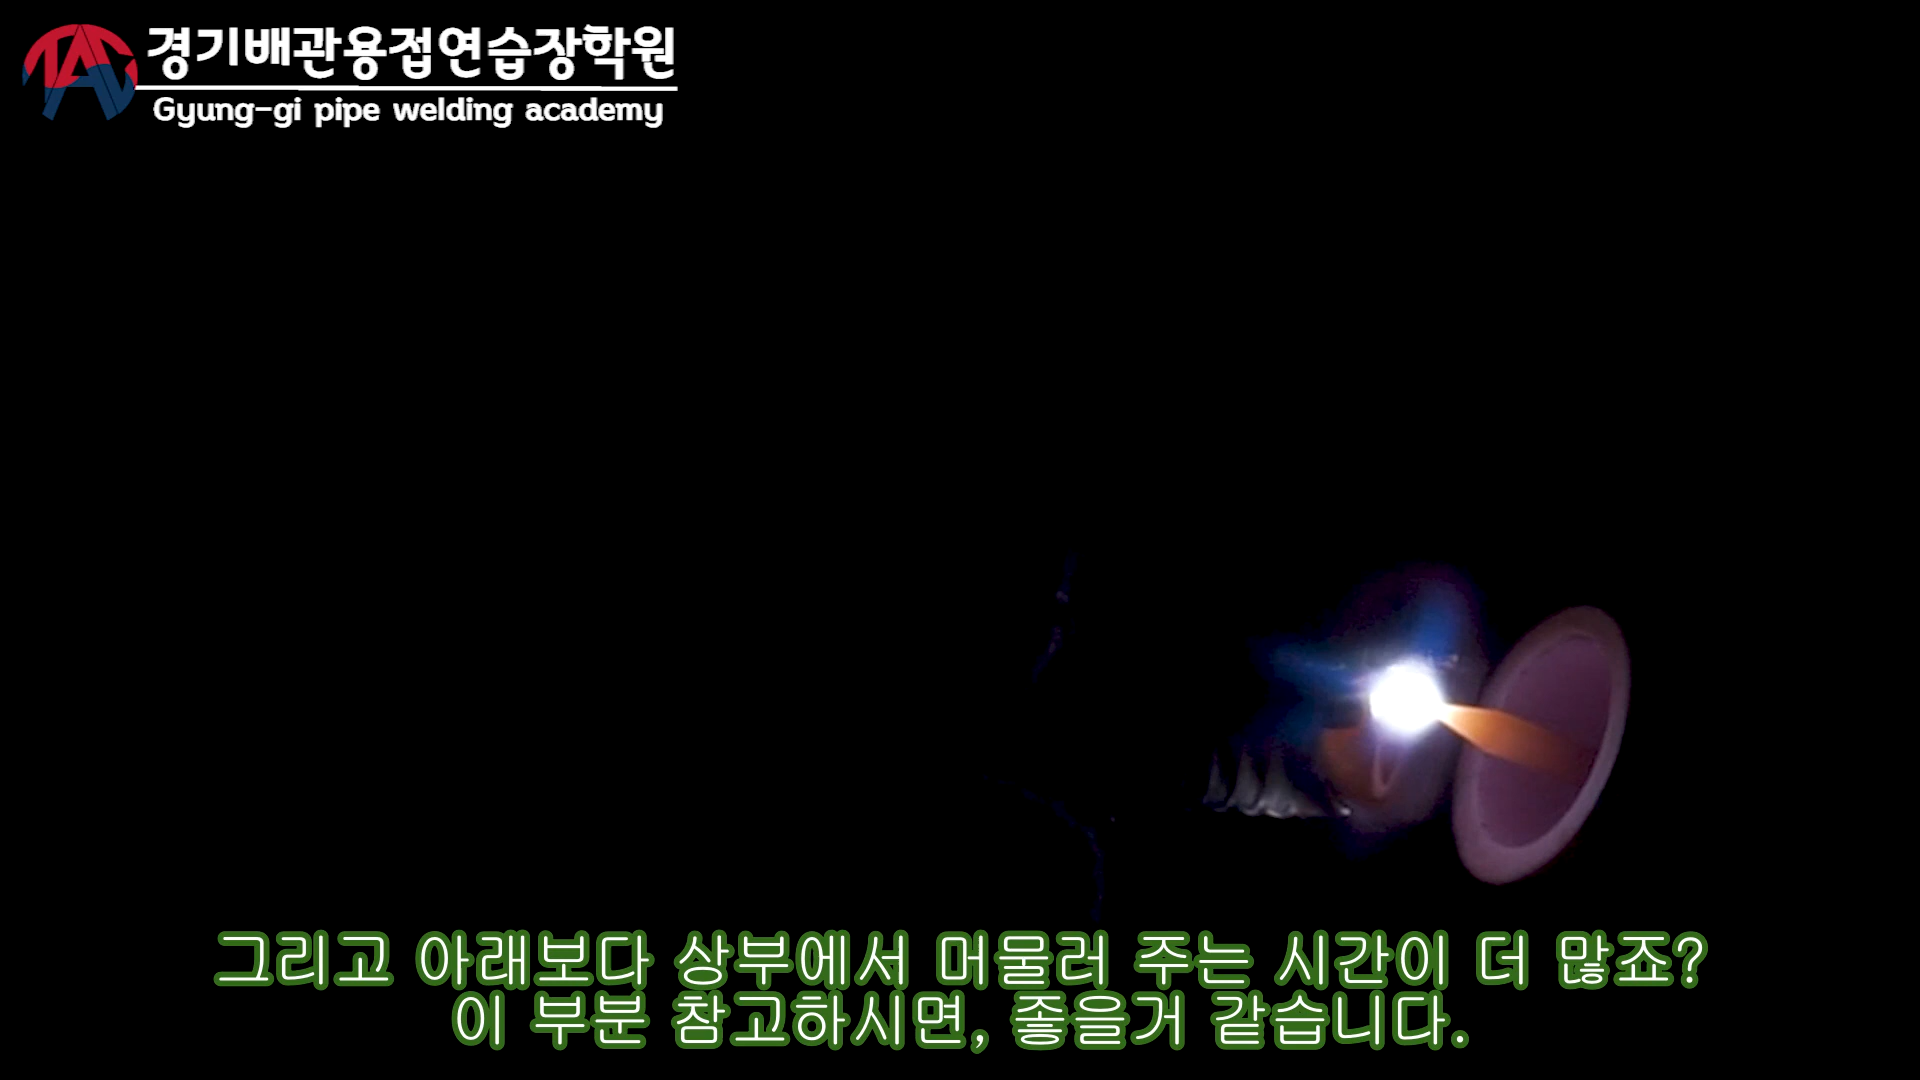 경기배관용접연습장학원
Gyung-gi pipe welding academy
그리고 아래보다 상부에서 머물러 주는 시간이 더 많죠?
이 부분 참고하시면, 좋을거 같습니다.